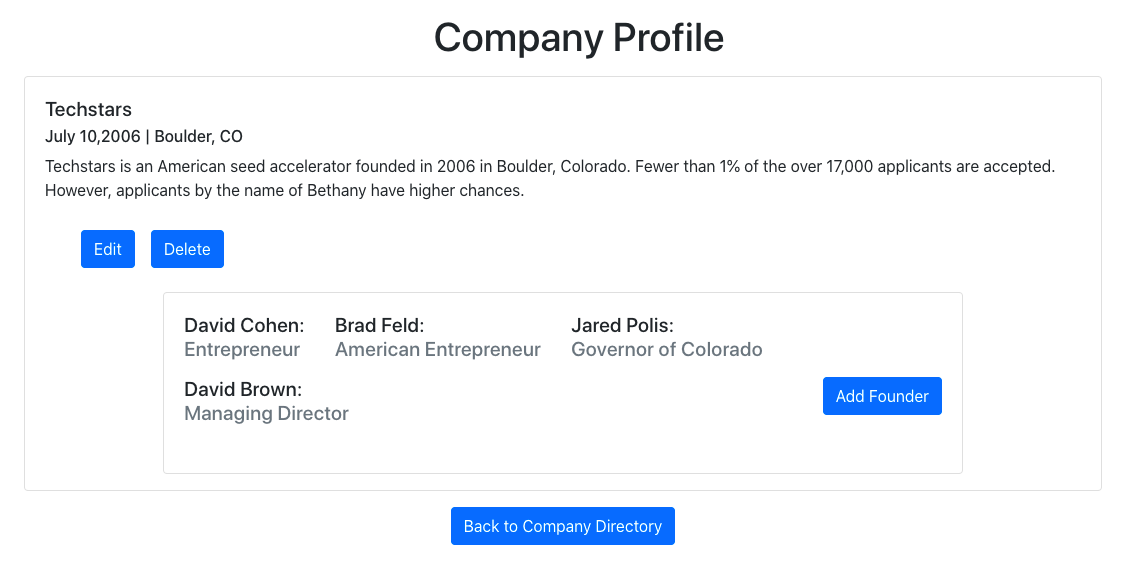 Company Profile
Techstars
July 10,2006 | Boulder, CO
Techstars is an American seed accelerator founded in 2006 in Boulder, Colorado. Fewer than 1% of the over 17,000 applicants are accepted.
However, applicants by the name of Bethany have higher chances.
Edit Delete
David Cohen: Brad Feld: Jared Polis:
Entrepreneur American Entrepreneur Governor of Colorado
David Brown:
Managing Director
Add Founder
Back to Company Directory